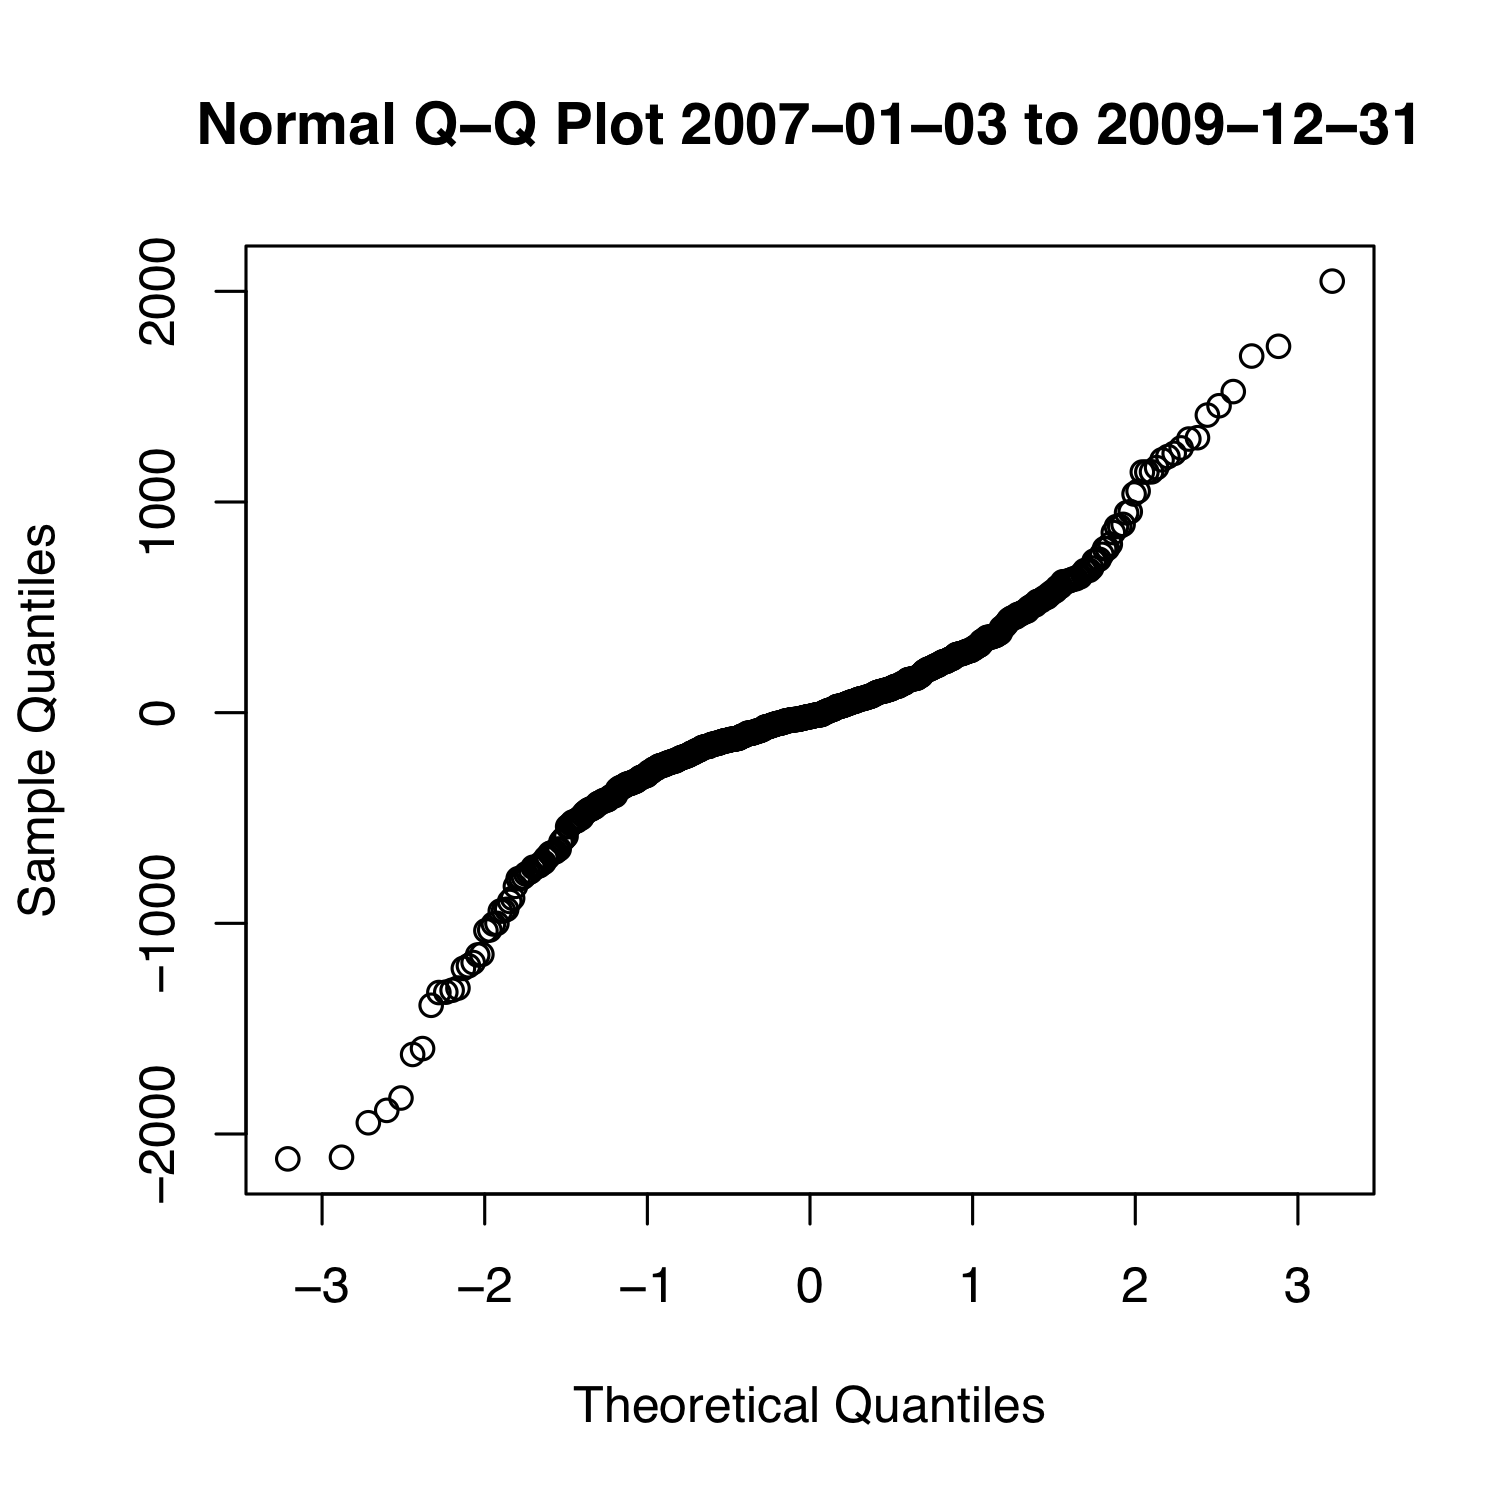 Normal Q−Q Plot 2007−01−03 to 2009−12−31
2000
1000
0
−1000
−2000
Sample Quantiles
−3 −2 −1 0 1 2 3
Theoretical Quantiles